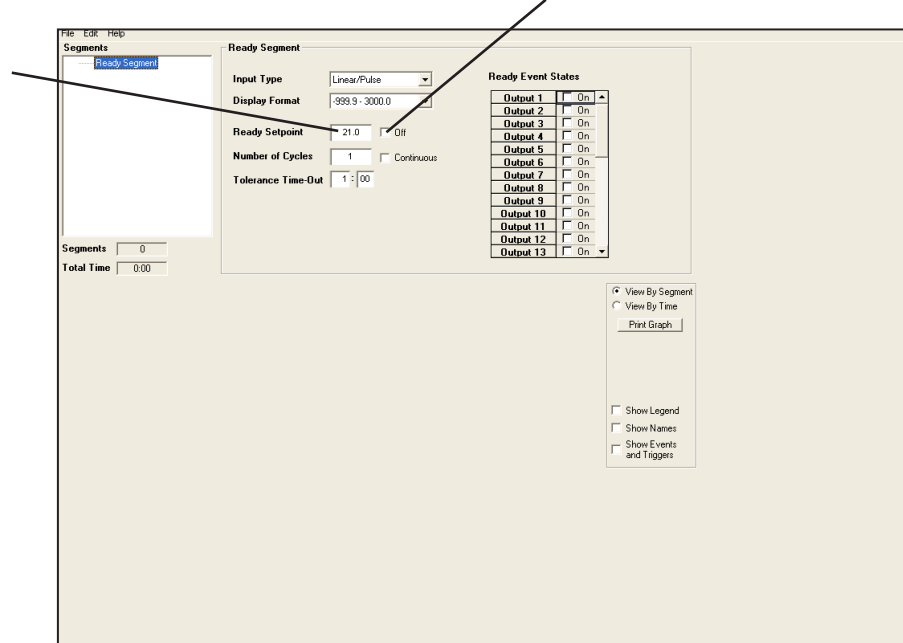 File Edit Help
Segments
Ready Segment
Segments 0
Total Time 0:00
Ready Segment
Input Type Linear/Pulse
Display Format -999.9 - 3000.0
Ready Setpoint 21.0 Off
Number of Cycles 1 Continuous
Tolerance Time-Out 1 : 00
Ready Event States
Output 1 On
Output 2 On
Output 3 On
Output 4 On
Output 5 On
Output 6 On
Output 7 On
Output 8 On
Output 9 On
Output 10 On
Output 11 On
Output 12 On
Output 13 On
View By Segment
View By Time
Print Graph
Show Legend
Show Names
Show Events
and Triggers